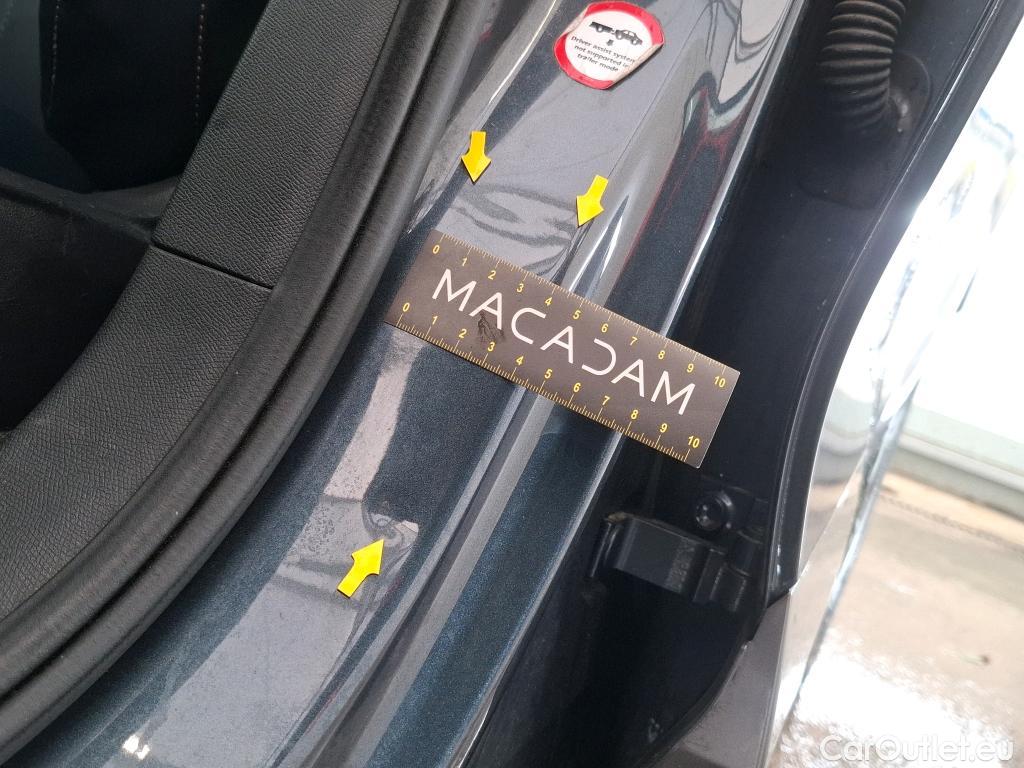 Driver assist system
not supported in
trailer mode
0 1 2 3 4 5 6 7 8 9 10
MACADAM
0 1 2 3 4 5 6 7 8 9 10
CarOutlet.eu